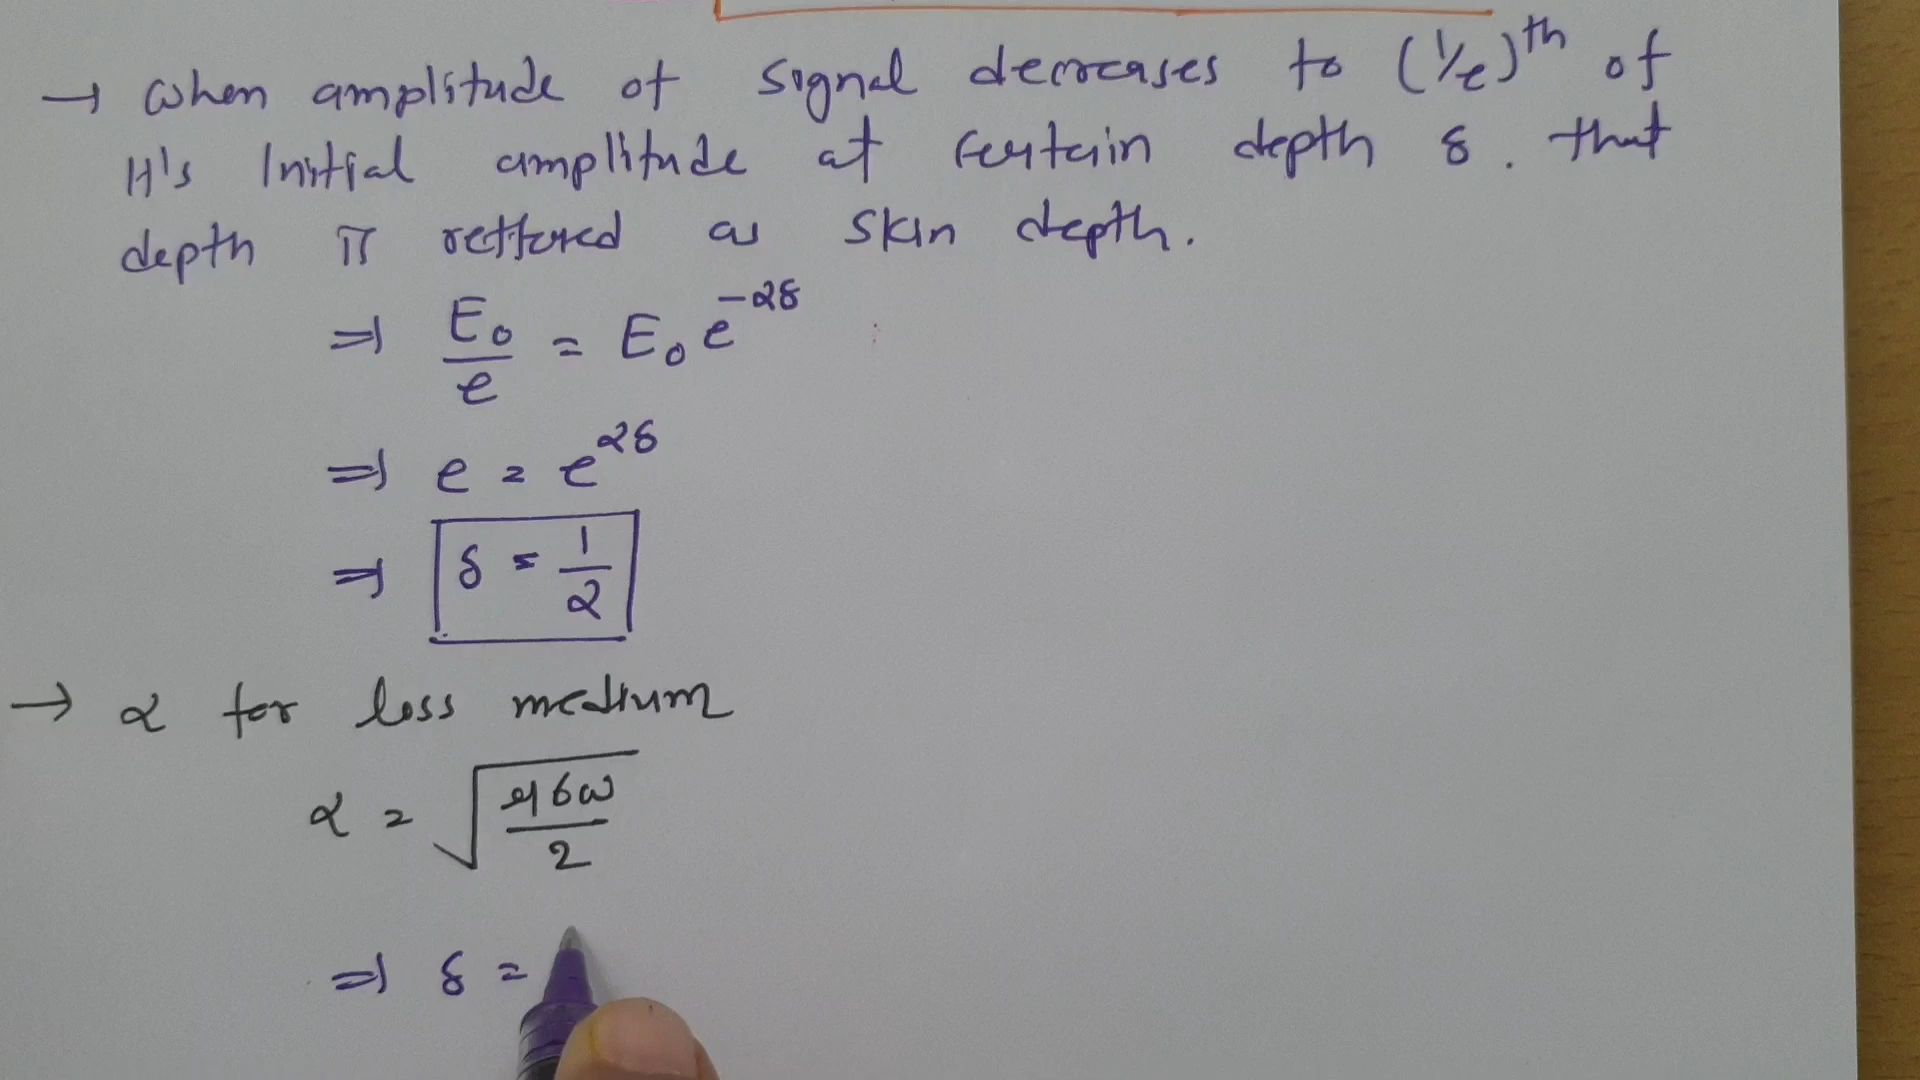 → when amplitude of signal decreases to (1/e)th of
It's Initial amplitude at certain depth δ. that
depth is reffered as skin depth.
⇒ E₀/e = E₀ e^(-αδ)
⇒ e = e^(αδ)
⇒ δ = 1/α
→ α for loss medium
α = √(μσω/2)
⇒ δ =